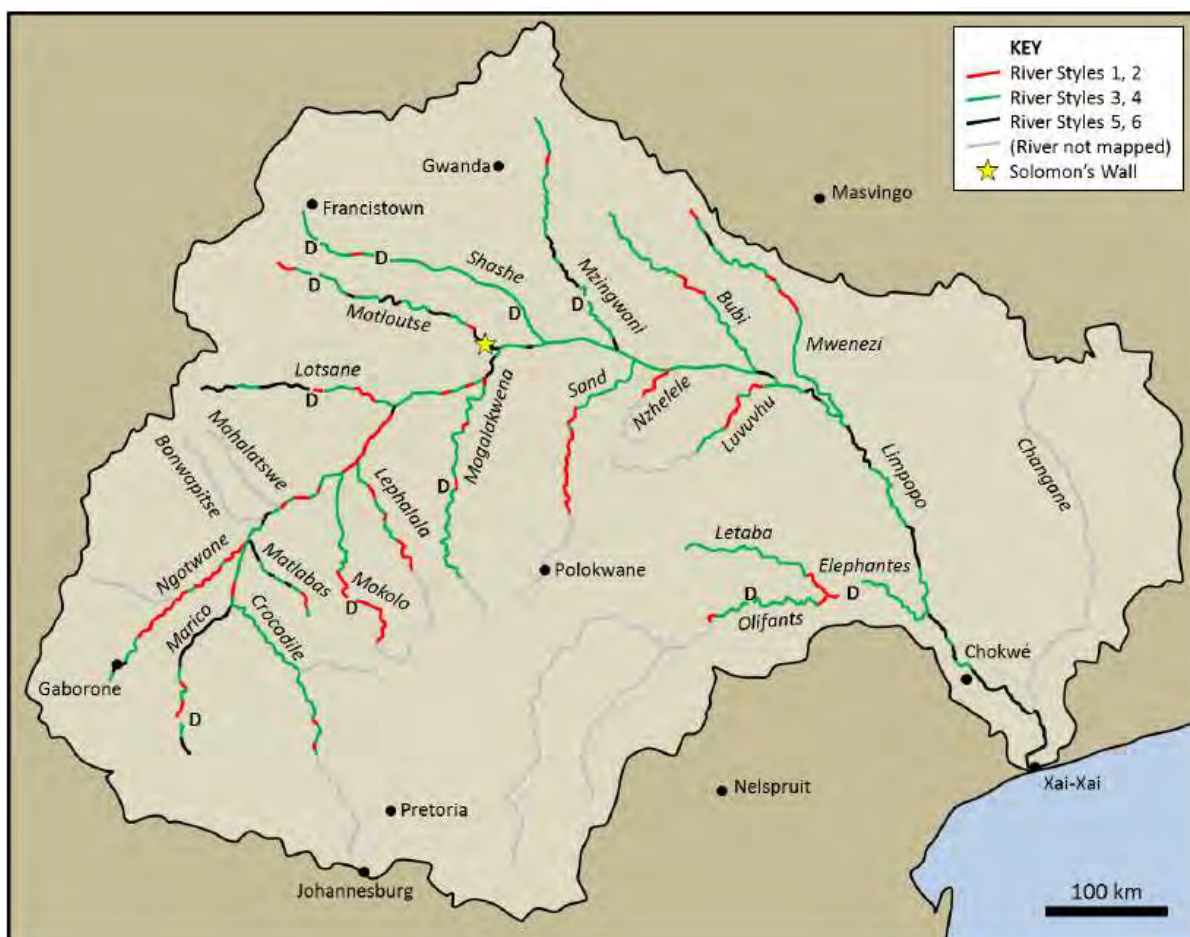 KEY
River Styles 1, 2
River Styles 3, 4
River Styles 5, 6
(River not mapped)
Solomon's Wall
Gwanda
Masvingo
Francistown
D
D
Shashe
Mzingwani
D
D
Bubi
Motloutse
D
Mwenezi
Lotsane
D
Mogalakwena
Sand
Nzhelele
Luvuvhu
Mahalatswe
Bonwapitse
Lephalala
D
Limpopo
Changane
Ngotwane
Matlabas
Mokolo
D
Polokwane
Letaba
Elephantes
D
D
Olifants
Marico
Crocodile
Gaborone
D
Chokwé
Xai-Xai
Nelspruit
Pretoria
Johannesburg
100 km